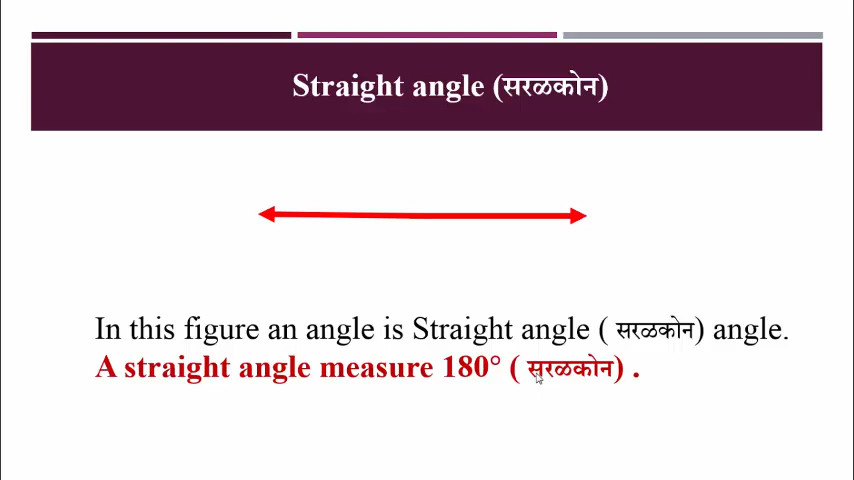 Straight angle (सरळकोन)
In this figure an angle is Straight angle ( सरळकोन) angle.
A straight angle measure 180° ( सरळकोन) .